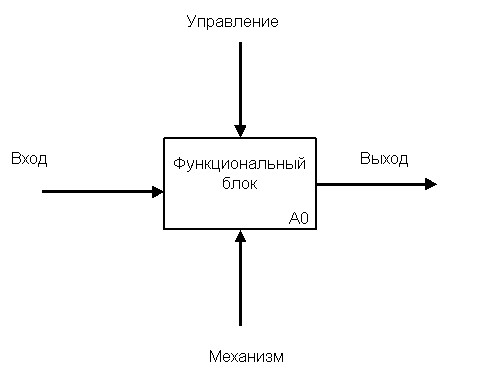 Управление
Вход
Функциональный
блок
Выход
A0
Механизм